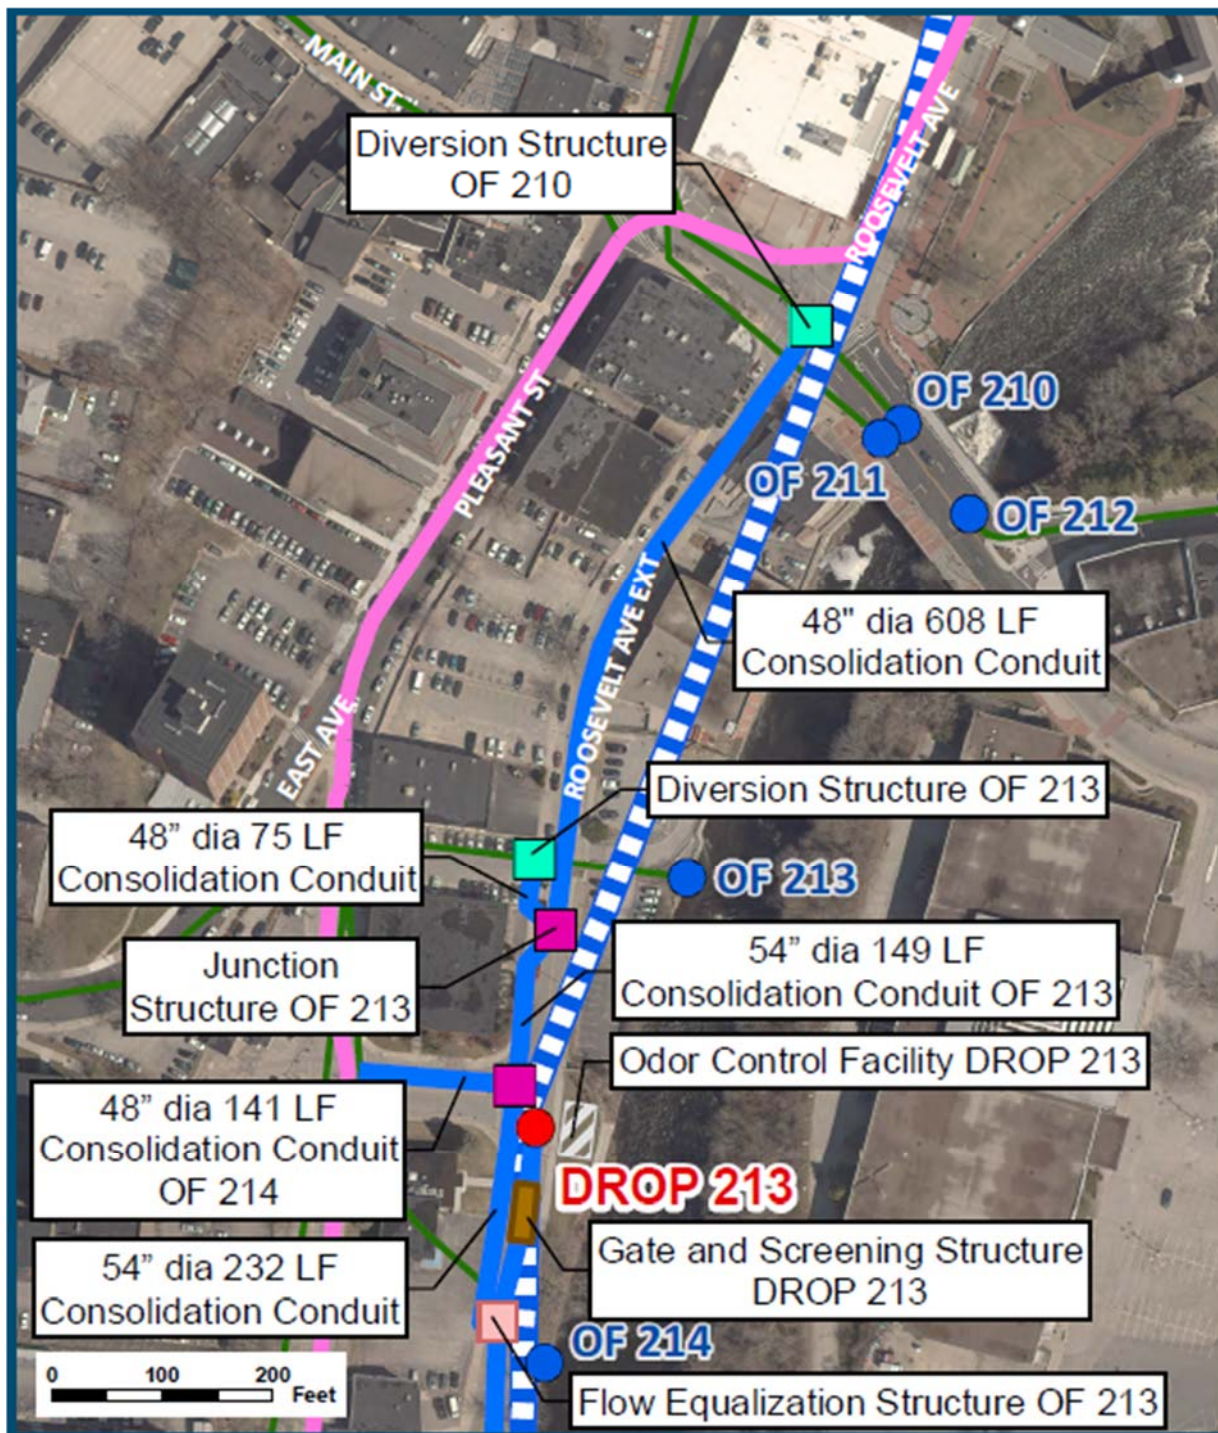 MAIN ST.
Diversion Structure
OF 210
ROOSEVELT AVE
PLEASANT ST
OF 210
OF 211
OF 212
ROOSEVELT AVE EXT.
48" dia 608 LF
Consolidation Conduit
EAST AVE.
Diversion Structure OF 213
48” dia 75 LF
Consolidation Conduit
OF 213
Junction
Structure OF 213
54” dia 149 LF
Consolidation Conduit OF 213
Odor Control Facility DROP 213
48” dia 141 LF
Consolidation Conduit
OF 214
DROP 213
54” dia 232 LF
Consolidation Conduit
Gate and Screening Structure
DROP 213
OF 214
0 100 200
Feet
Flow Equalization Structure OF 213